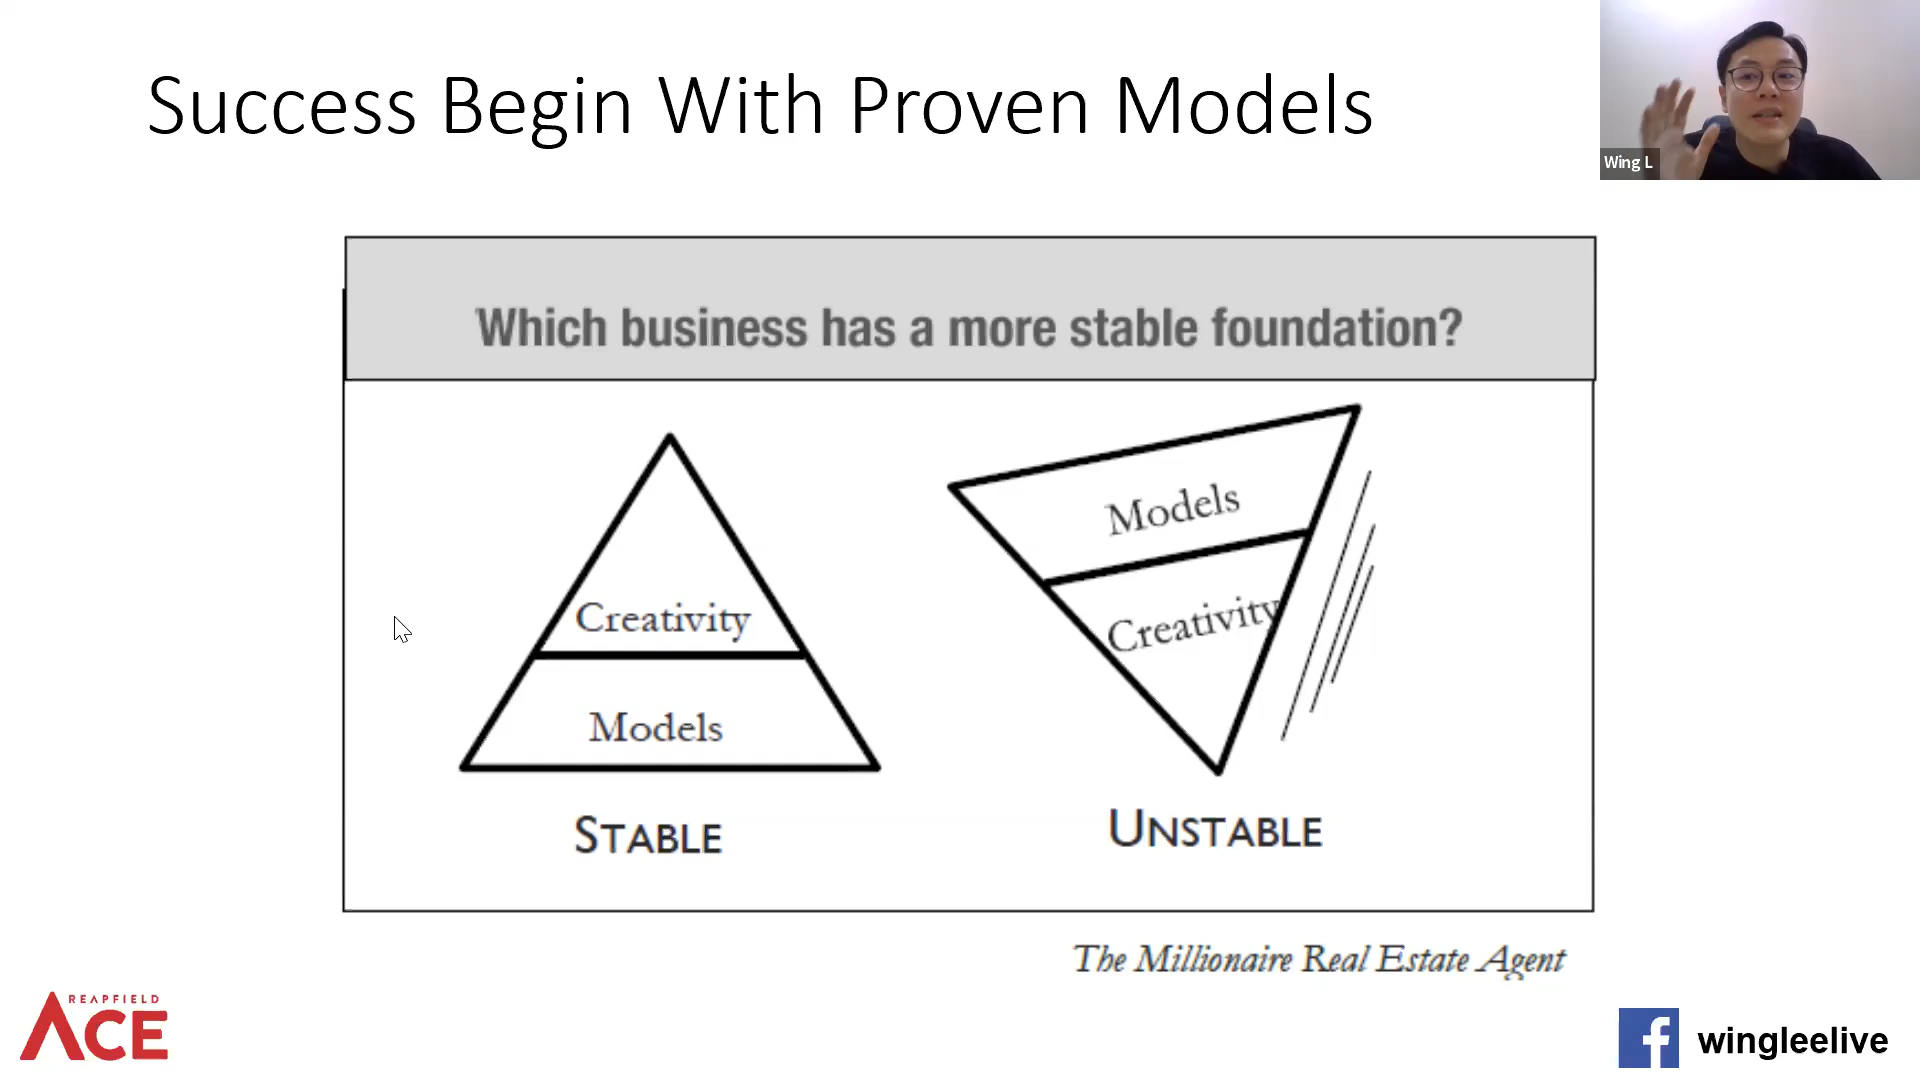 Success Begin With Proven Models
Wing L
Which business has a more stable foundation?
Creativity
Models
STABLE
Models
Creativity
UNSTABLE
The Millionaire Real Estate Agent
REAPFIELD
ACE
f wingleelive